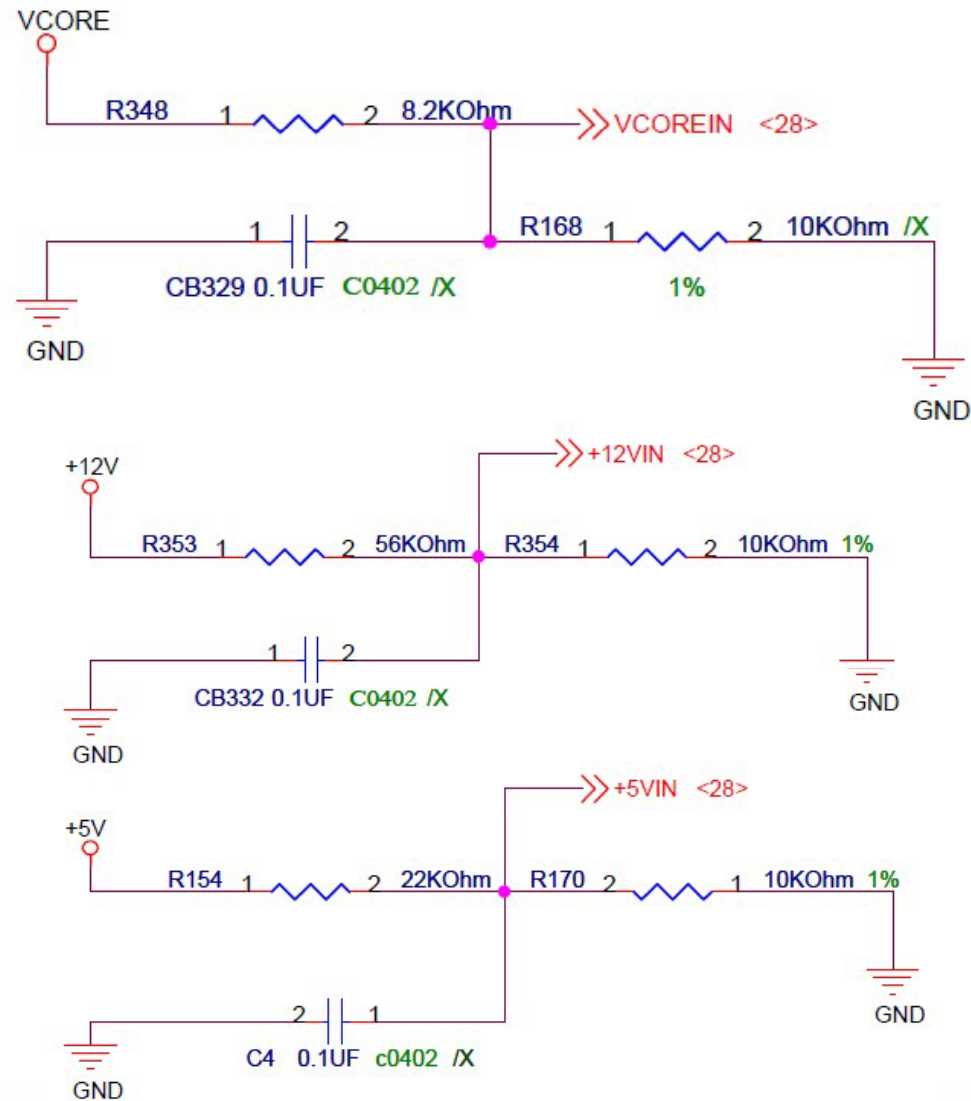 VCORE
R348 1 2 8.2KOhm VCOREIN <28>
1 2 R168 1 2 10KOhm /X
CB329 0.1UF C0402 /X 1%
GND
GND
+12VIN <28>
+12V
R353 1 2 56KOhm R354 1 2 10KOhm 1%
1 2
CB332 0.1UF C0402 /X GND
GND
+5VIN <28>
+5V
R154 1 2 22KOhm R170 2 1 10KOhm 1%
2 1 GND
C4 0.1UF c0402 /X
GND